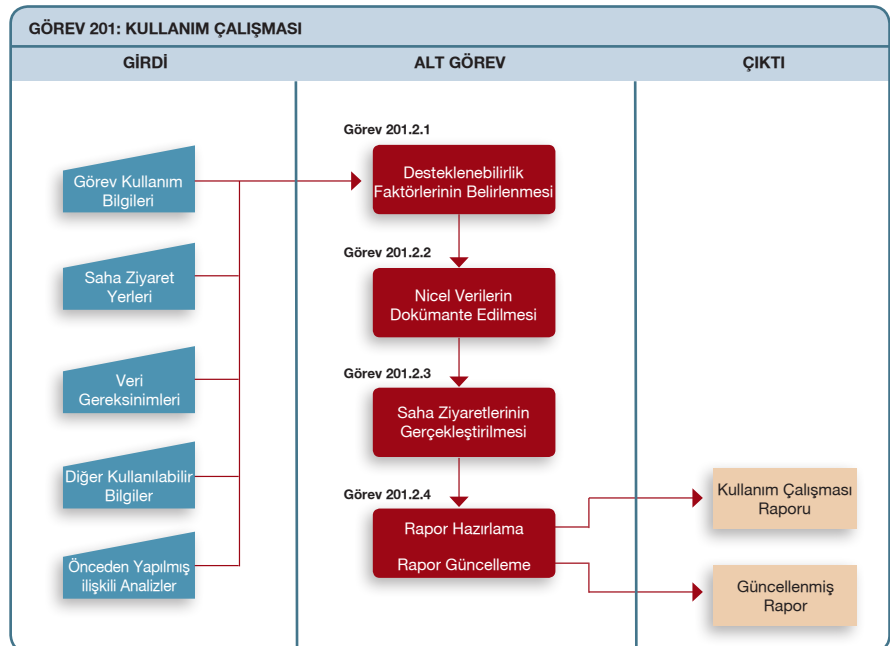 GÖREV 201: KULLANIM ÇALIŞMASI
GİRDİ
ALT GÖREV
ÇIKTI
Görev Kullanım
Bilgileri
Saha Ziyaret
Yerleri
Veri
Gereksinimleri
Diğer Kullanılabilir
Bilgiler
Önceden Yapılmış
ilişkili Analizler
Görev 201.2.1
Desteklenebilirlik
Faktörlerinin Belirlenmesi
Görev 201.2.2
Nicel Verilerin
Dokümante Edilmesi
Görev 201.2.3
Saha Ziyaretlerinin
Gerçekleştirilmesi
Görev 201.2.4
Rapor Hazırlama
Rapor Güncelleme
Kullanım Çalışması
Raporu
Güncellenmiş
Rapor